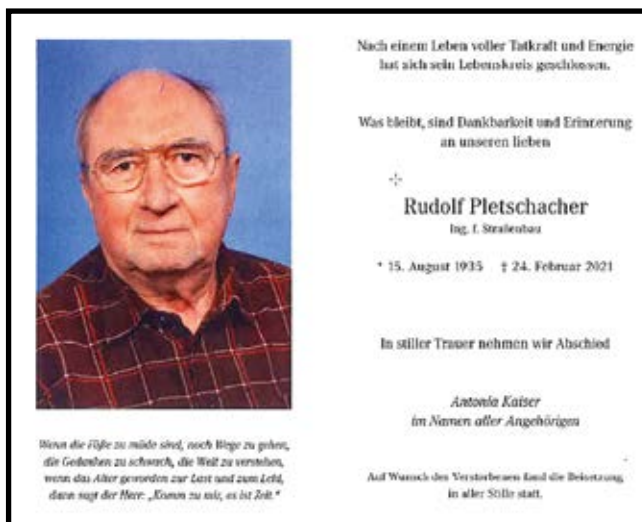 Nach einem Leben voller Tatkraft und Energie
hat sich sein Lebenskreis geschlossen.
Was bleibt, sind Dankbarkeit und Erinnerung
an unseren lieben
Rudolf Pletschacher
Ing. f. Straßenbau
* 15. August 1935 † 24. Februar 2021
In stiller Trauer nehmen wir Abschied
Antonia Kaiser
im Namen aller Angehörigen
Auf Wunsch des Verstorbenen fand die Beisetzung
in aller Stille statt.
Wenn die Füße zu müde sind, noch Wege zu gehen,
die Gedanken zu schwach, die Welt zu verstehen,
wenn das Alter geworden zur Last und zum Leid,
dann sagt der Herr: „Komm zu mir, es ist Zeit.“